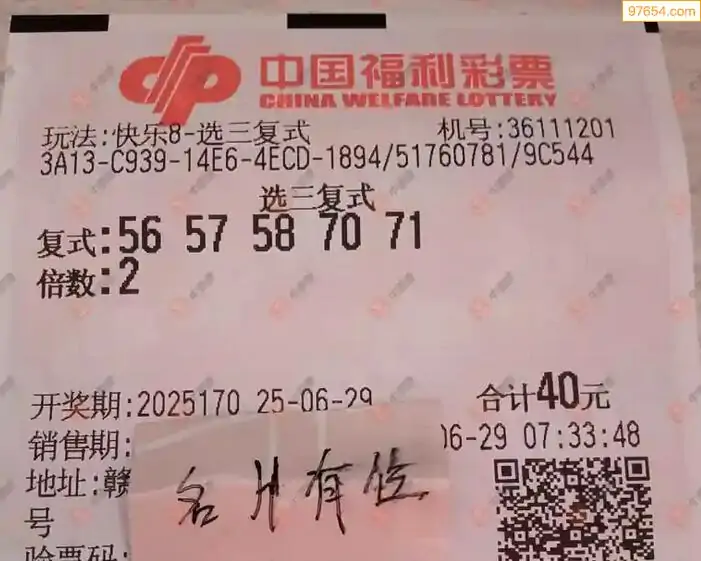 97654.com
中国福利彩票
CHINA WELFARE LOTTERY
玩法:快乐8-选三复式 机号:36111201
3A13-C939-14E6-4ECD-1894/51760781/9C544
选三复式
复式:56 57 58 70 71
倍数:2
开奖期:2025170 25-06-29 合计40元
销售期: 06-29 07:33:48
地址:赣
号
名片有位
验票码: